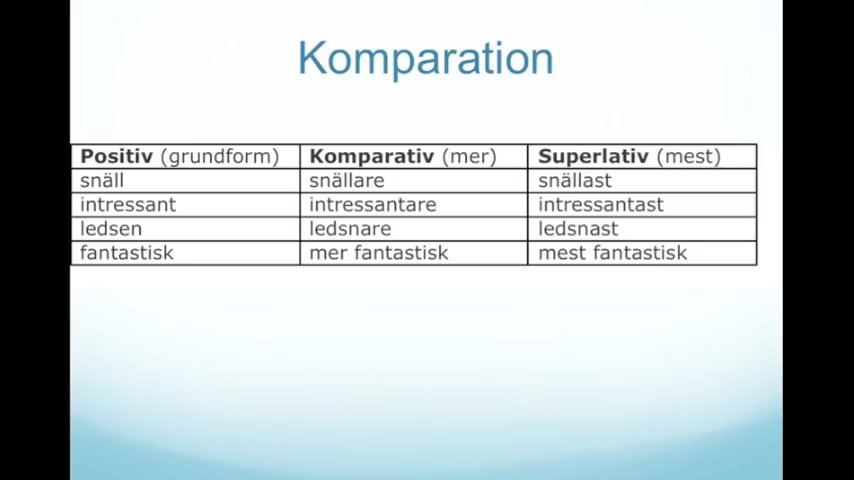 Komparation
Positiv (grundform) Komparativ (mer) Superlativ (mest)
snäll snällare snällast
intressant intressantare intressantast
ledsen ledsnare ledsnast
fantastisk mer fantastisk mest fantastisk